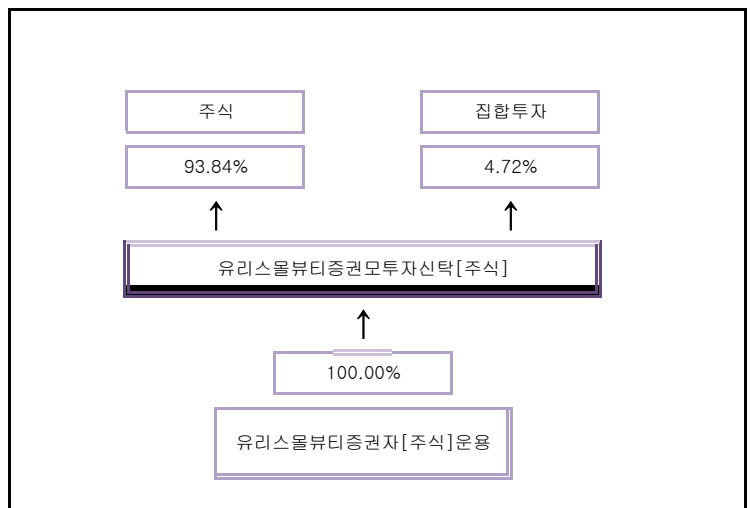 주식
집합투자
93.84%
4.72%
유리스몰뷰티증권모투자신탁[주식]
100.00%
유리스몰뷰티증권자[주식]운용